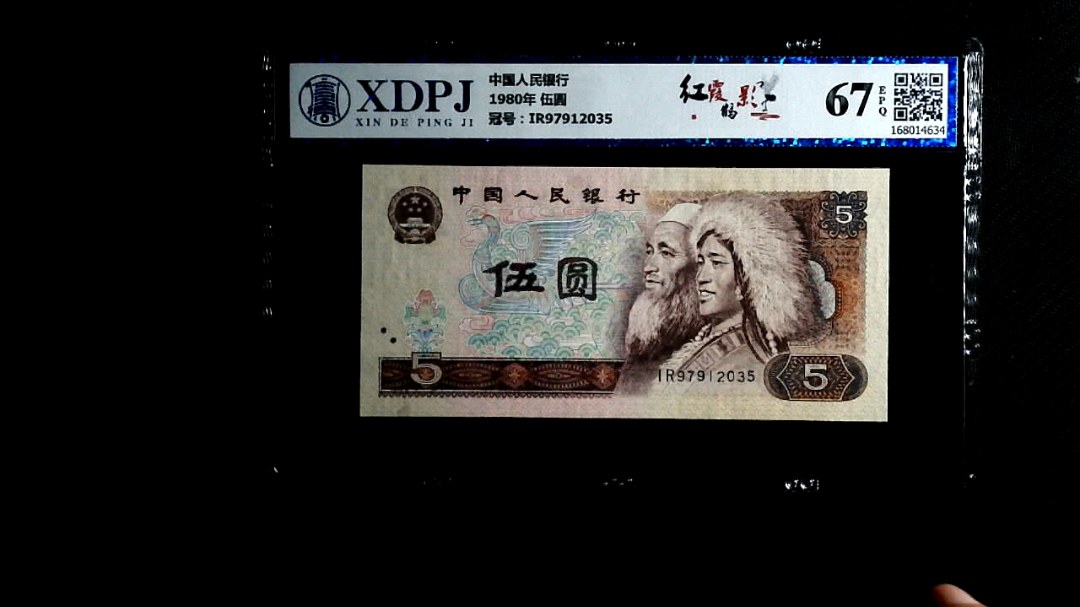 XDPJ
XIN DE PING JI
中国人民银行
1980年 伍圆
冠号：IR97912035
红霞
影
67
EPQ
168014634
中国人民银行
5
伍圆
5
IR97912035
5